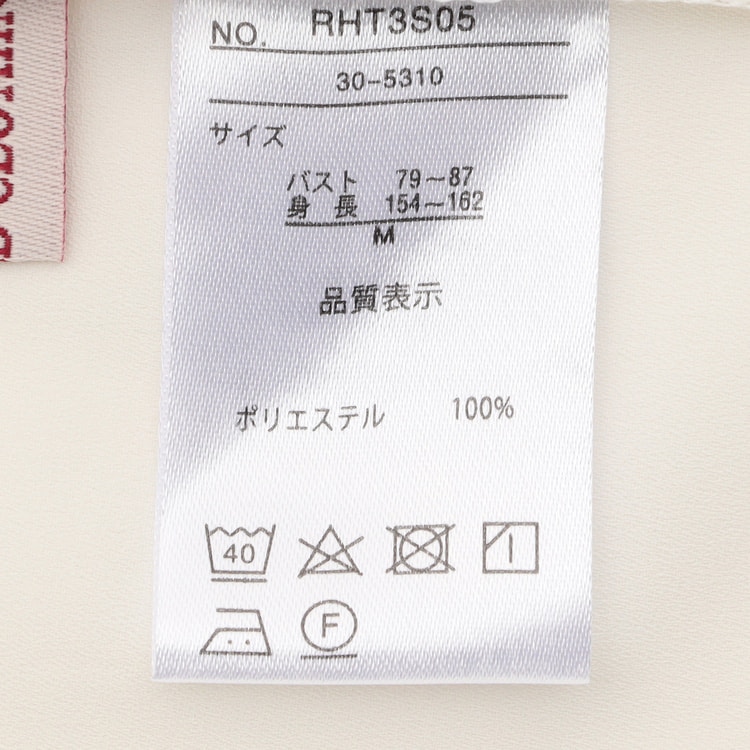 NO. RHT3S05
30-5310
サイズ
バスト 79~87
身長 154~162
M
品質表示
ポリエステル 100%
40
F